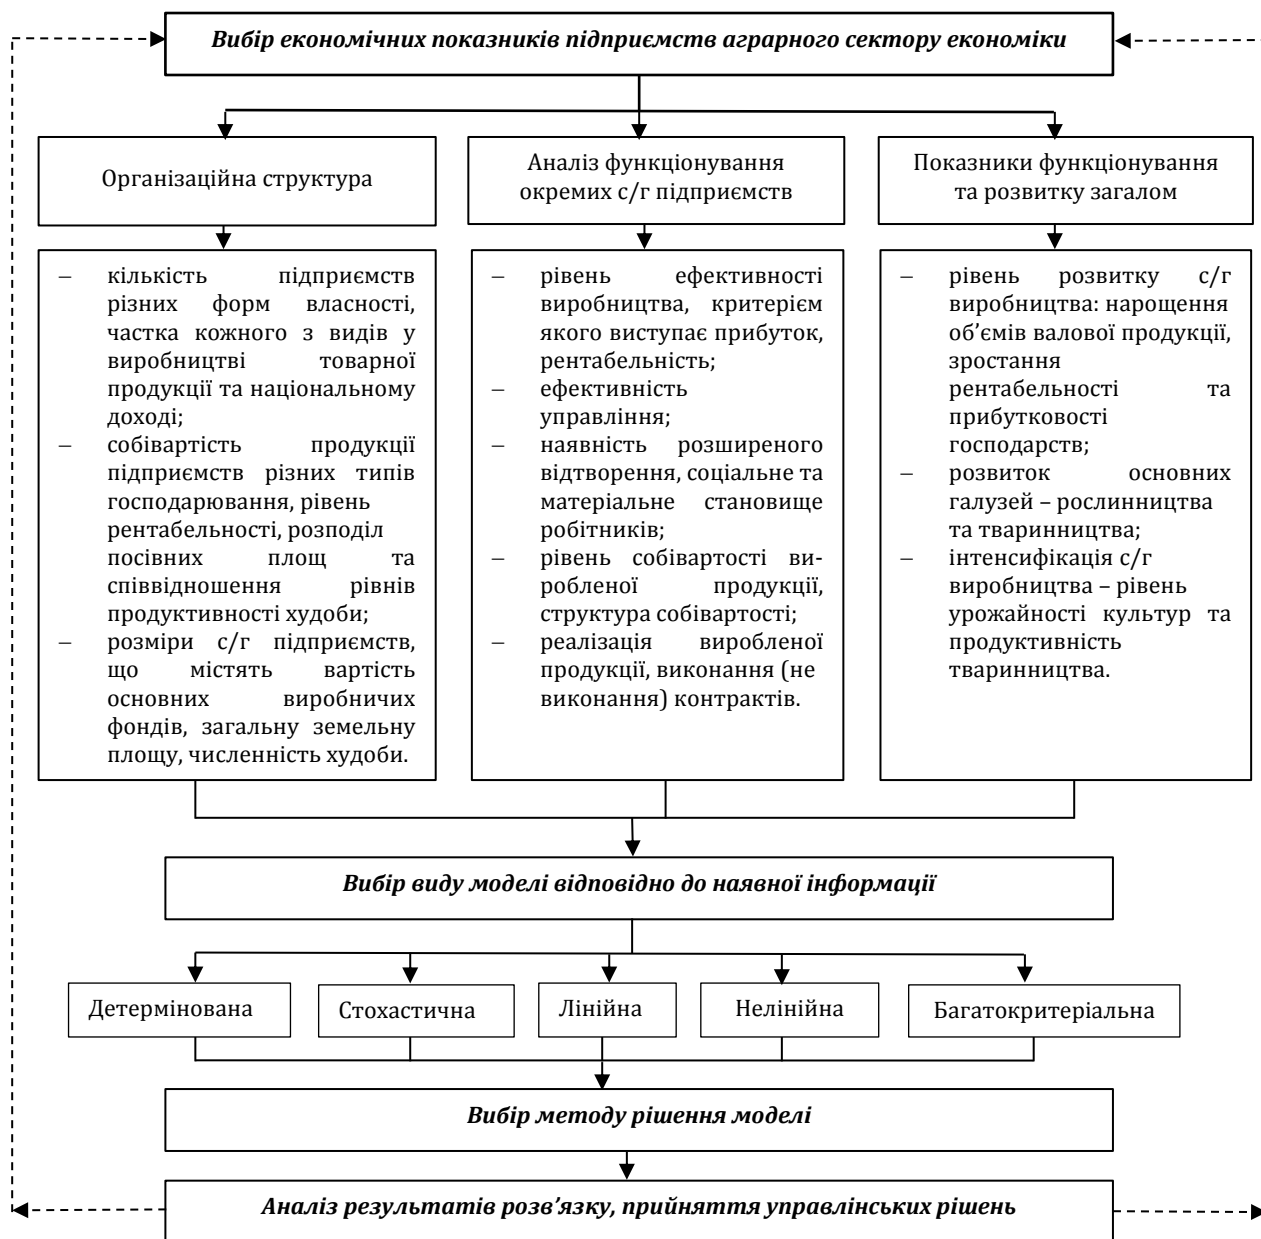 Вибір економічних показників підприємств аграрного сектору економіки
Організаційна структура
Аналіз функціонування
окремих с/г підприємств
Показники функціонування
та розвитку загалом
– кількість підприємств
різних форм власності,
частка кожного з видів у
виробництві товарної
продукції та національному
доході;
– собівартість продукції
підприємств різних типів
господарювання, рівень
рентабельності, розподіл
посівних площ та
співвідношення рівнів
продуктивності худоби;
– розміри с/г підприємств,
що містять вартість
основних виробничих
фондів, загальну земельну
площу, численність худоби.
– рівень ефективності
виробництва, критерієм
якого виступає прибуток,
рентабельність;
– ефективність
управління;
– наявність розширеного
відтворення, соціальне та
матеріальне становище
робітників;
– рівень собівартості ви-
робленої продукції,
структура собівартості;
– реалізація виробленої
продукції, виконання (не
виконання) контрактів.
– рівень розвитку с/г
виробництва: нарощення
об’ємів валової продукції,
зростання
рентабельності та
прибутковості
господарств;
– розвиток основних
галузей – рослинництва
та тваринництва;
– інтенсифікація с/г
виробництва – рівень
урожайності культур та
продуктивність
тваринництва.
Вибір виду моделі відповідно до наявної інформації
Детермінована
Стохастична
Лінійна
Нелінійна
Багатокритеріальна
Вибір методу рішення моделі
Аналіз результатів розв’язку, прийняття управлінських рішень